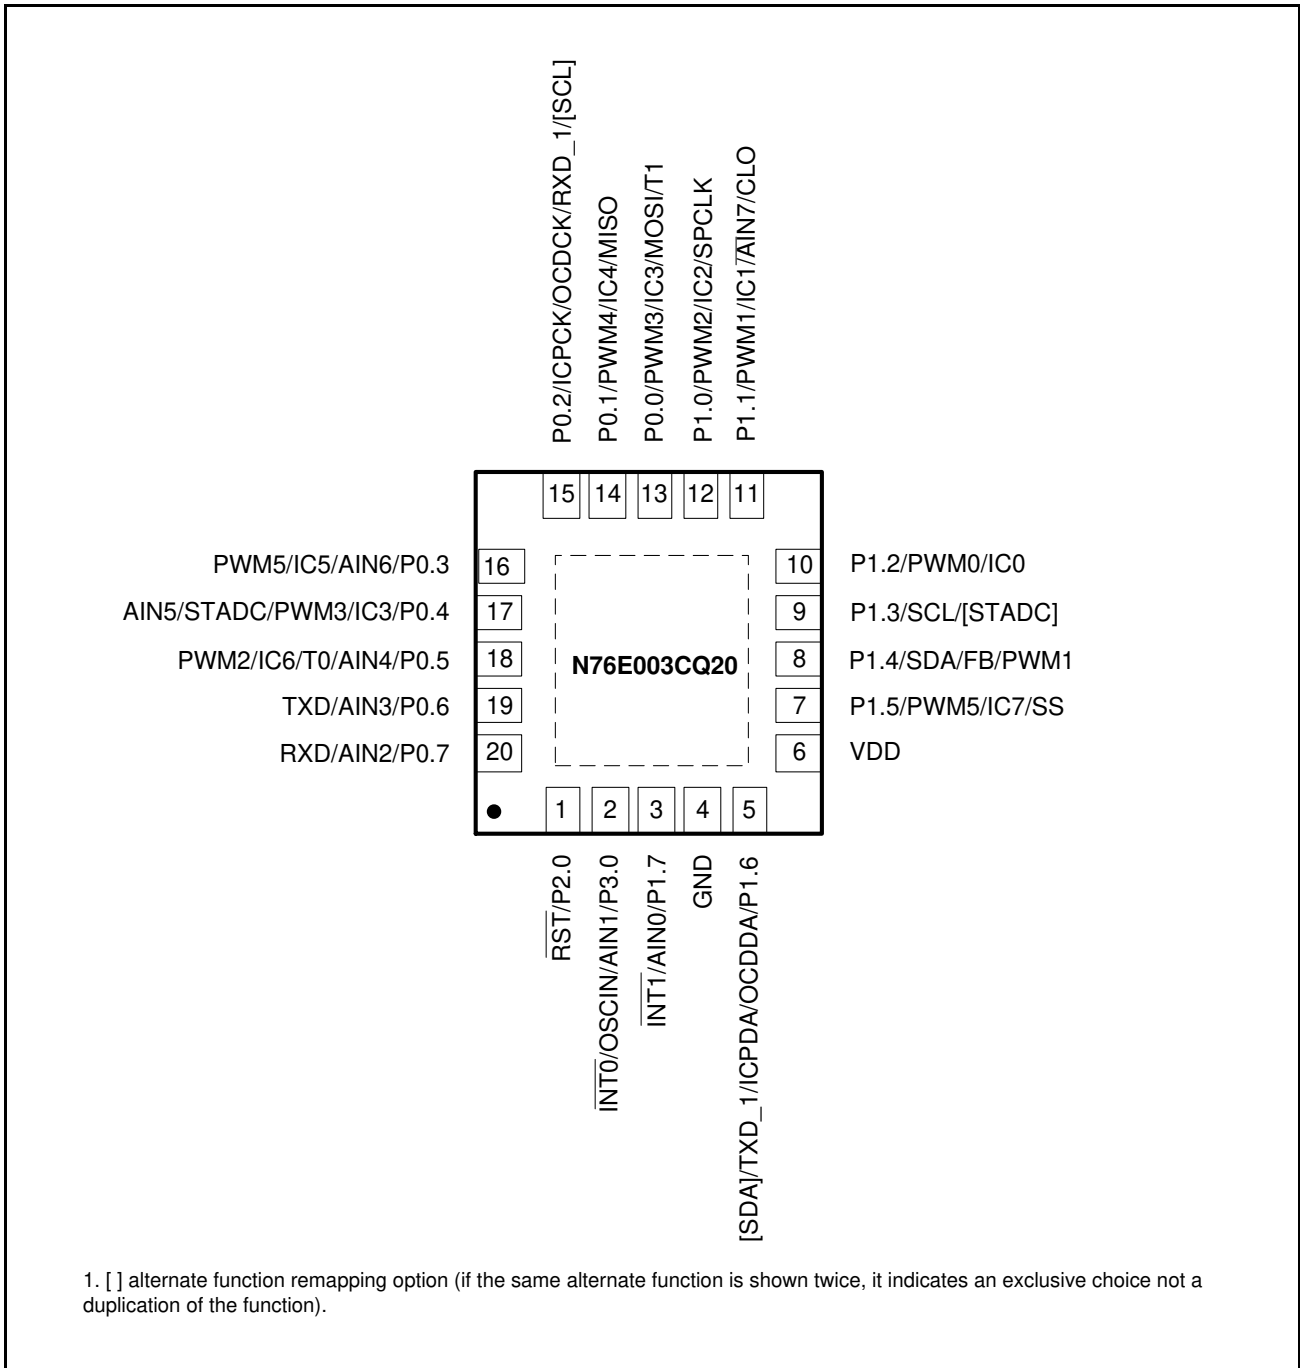 P0.2/ICPCK/OCDCK/RXD_1/[SCL]
P0.1/PWM4/IC4/MISO
P0.0/PWM3/IC3/MOSI/T1
P1.0/PWM2/IC2/SPCLK
P1.1/PWM1/IC1/AIN7/CLO
15 14 13 12 11
PWM5/IC5/AIN6/P0.3 16
AIN5/STADC/PWM3/IC3/P0.4 17
PWM2/IC6/T0/AIN4/P0.5 18
TXD/AIN3/P0.6 19
RXD/AIN2/P0.7 20
N76E003CQ20
10 P1.2/PWM0/IC0
9 P1.3/SCL/[STADC]
8 P1.4/SDA/FB/PWM1
7 P1.5/PWM5/IC7/SS
6 VDD
1 2 3 4 5
RST/P2.0
INT0/OSCIN/AIN1/P3.0
INT1/AIN0/P1.7
GND
[SDA]/TXD_1/ICPDA/OCDDA/P1.6
1. [ ] alternate function remapping option (if the same alternate function is shown twice, it indicates an exclusive choice not a
duplication of the function).